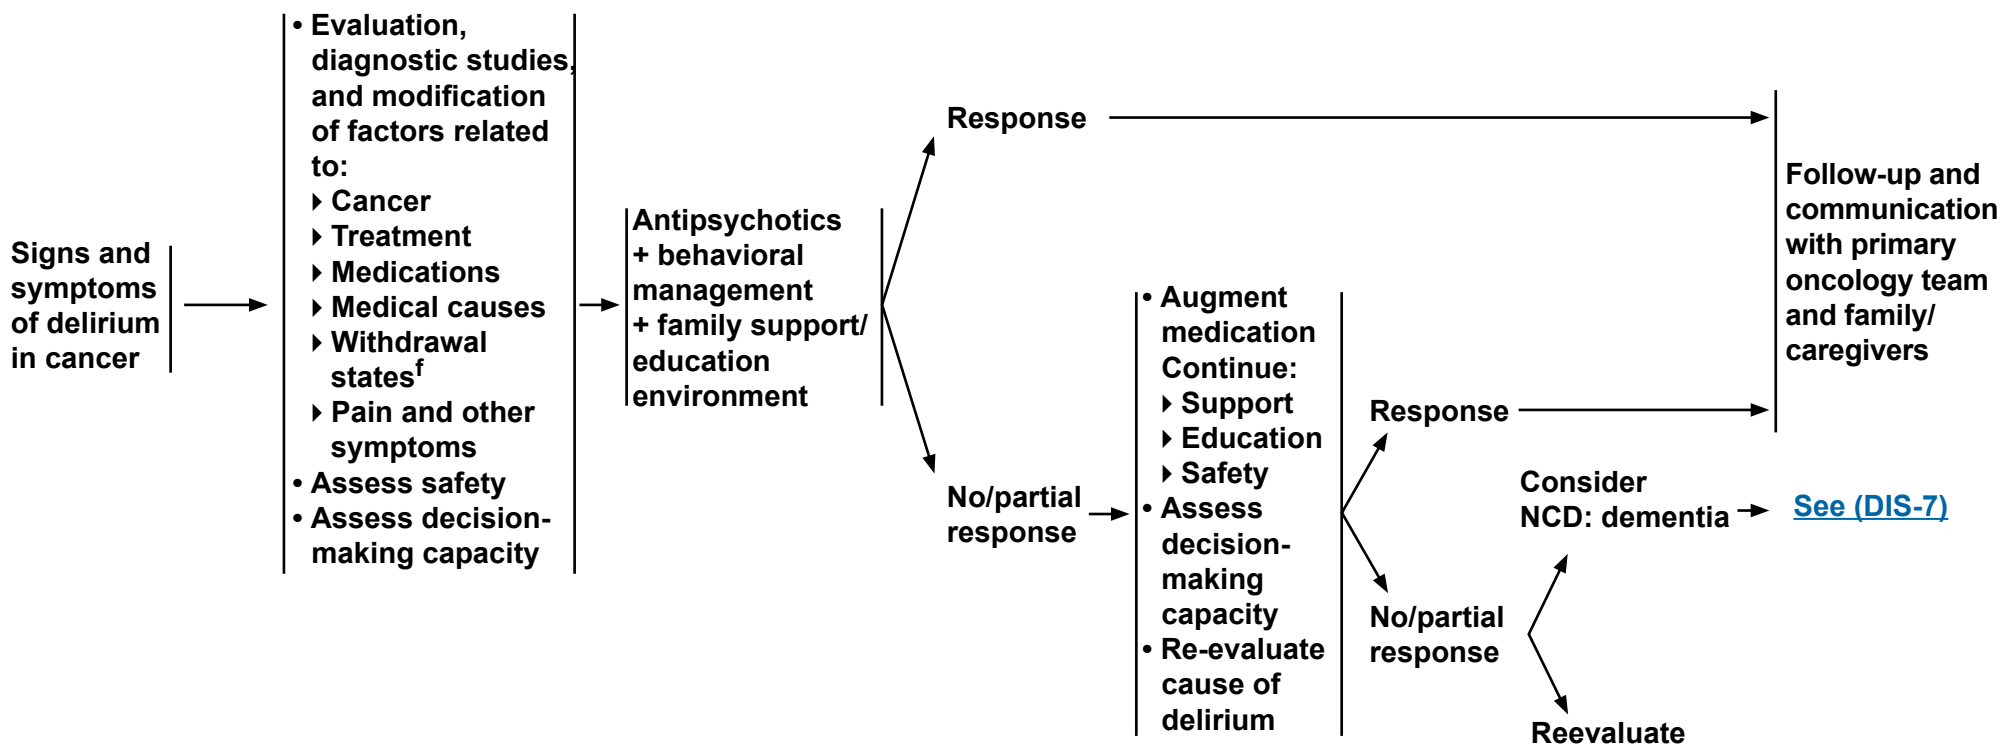 Signs and
symptoms
of delirium
in cancer
• Evaluation,
diagnostic studies,
and modification
of factors related
to:
Cancer
Treatment
Medications
Medical causes
Withdrawal
states^f
Pain and other
symptoms
• Assess safety
• Assess decision-
making capacity
Antipsychotics
+ behavioral
management
+ family support/
education
environment
Response
No/partial
response
• Augment
medication
Continue:
Support
Education
Safety
• Assess
decision-
making
capacity
• Re-evaluate
cause of
delirium
Response
No/partial
response
Consider
NCD: dementia
See (DIS-7)
Reevaluate
Follow-up and
communication
with primary
oncology team
and family/
caregivers